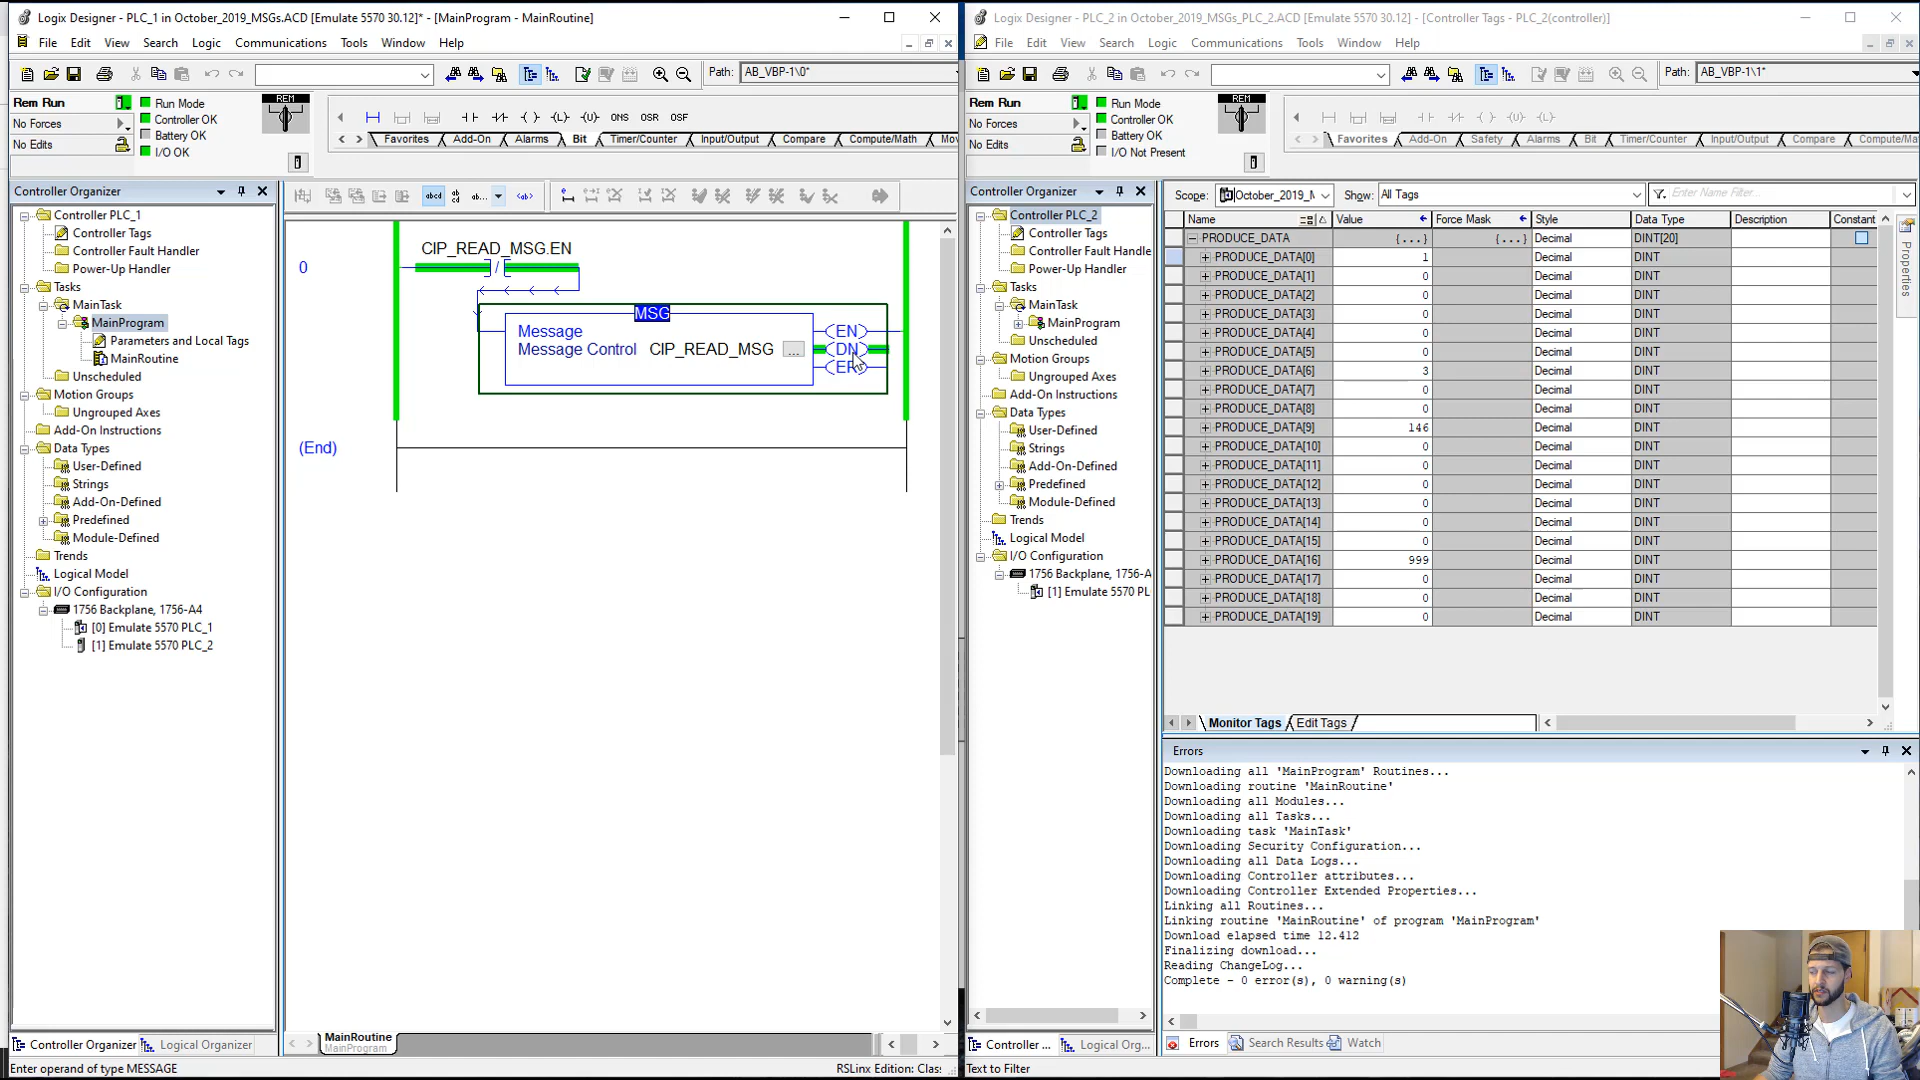 Logix Designer - PLC_1 in October_2019_MSGs.ACD [Emulate 5570 30.12]* - [MainProgram - MainRoutine]
File Edit View Search Logic Communications Tools Window Help
Path: AB_VBP-1\0*
Rem Run
No Forces
No Edits
Run Mode
Controller OK
Battery OK
I/O OK
REM
ONS OSR OSF
Favorites Add-On Alarms Bit Timer/Counter Input/Output Compare Compute/Math
Controller Organizer
Controller PLC_1
Controller Tags
Controller Fault Handler
Power-Up Handler
Tasks
MainTask
MainProgram
Parameters and Local Tags
MainRoutine
Unscheduled
Motion Groups
Ungrouped Axes
Add-On Instructions
Data Types
User-Defined
Strings
Add-On-Defined
Predefined
Module-Defined
Trends
Logical Model
I/O Configuration
1756 Backplane, 1756-A4
[0] Emulate 5570 PLC_1
[1] Emulate 5570 PLC_2
Controller Organizer Logical Organizer
Enter operand of type MESSAGE
abcd
ab...
CIP_READ_MSG.EN
0
MSG
Message
Message Control CIP_READ_MSG ...
EN
DN
(End)
MainRoutine
MainProgram
RSLinx Edition: Clas
Logix Designer - PLC_2 in October_2019_MSGs_PLC_2.ACD [Emulate 5570 30.12] - [Controller Tags - PLC_2(controller)]
File Edit View Search Logic Communications Tools Window Help
Path: AB_VBP-1\1*
Rem Run
No Forces
No Edits
Run Mode
Controller OK
Battery OK
I/O Not Present
REM
Favorites Add-On Safety Alarms Bit Timer/Counter Input/Output Compare Compute/Math
Controller Organizer
Controller PLC_2
Controller Tags
Controller Fault Handler
Power-Up Handler
Tasks
MainTask
MainProgram
Unscheduled
Motion Groups
Ungrouped Axes
Add-On Instructions
Data Types
User-Defined
Strings
Add-On-Defined
Predefined
Module-Defined
Trends
Logical Model
I/O Configuration
1756 Backplane, 1756-A
[1] Emulate 5570 PL
Controller ... Logical Org...
Text to Filter
Scope: October_2019_ Show: All Tags Enter Name Filter...
Name Value Force Mask Style Data Type Description Constant
PRODUCE_DATA {...} {...} Decimal DINT[20]
PRODUCE_DATA[0] 1 Decimal DINT
PRODUCE_DATA[1] 0 Decimal DINT
PRODUCE_DATA[2] 0 Decimal DINT
PRODUCE_DATA[3] 0 Decimal DINT
PRODUCE_DATA[4] 0 Decimal DINT
PRODUCE_DATA[5] 0 Decimal DINT
PRODUCE_DATA[6] 3 Decimal DINT
PRODUCE_DATA[7] 0 Decimal DINT
PRODUCE_DATA[8] 0 Decimal DINT
PRODUCE_DATA[9] 146 Decimal DINT
PRODUCE_DATA[10] 0 Decimal DINT
PRODUCE_DATA[11] 0 Decimal DINT
PRODUCE_DATA[12] 0 Decimal DINT
PRODUCE_DATA[13] 0 Decimal DINT
PRODUCE_DATA[14] 0 Decimal DINT
PRODUCE_DATA[15] 0 Decimal DINT
PRODUCE_DATA[16] 999 Decimal DINT
PRODUCE_DATA[17] 0 Decimal DINT
PRODUCE_DATA[18] 0 Decimal DINT
PRODUCE_DATA[19] 0 Decimal DINT
Properties
Monitor Tags Edit Tags
Errors
Downloading all 'MainProgram' Routines...
Downloading routine 'MainRoutine'
Downloading all Modules...
Downloading all Tasks...
Downloading task 'MainTask'
Downloading Security Configuration...
Downloading all Data Logs...
Downloading Controller attributes...
Downloading Controller Extended Properties...
Linking all Routines...
Linking routine 'MainRoutine' of program 'MainProgram'
Download elapsed time 12.412
Finalizing download...
Reading ChangeLog...
Complete - 0 error(s), 0 warning(s)
Errors Search Results Watch